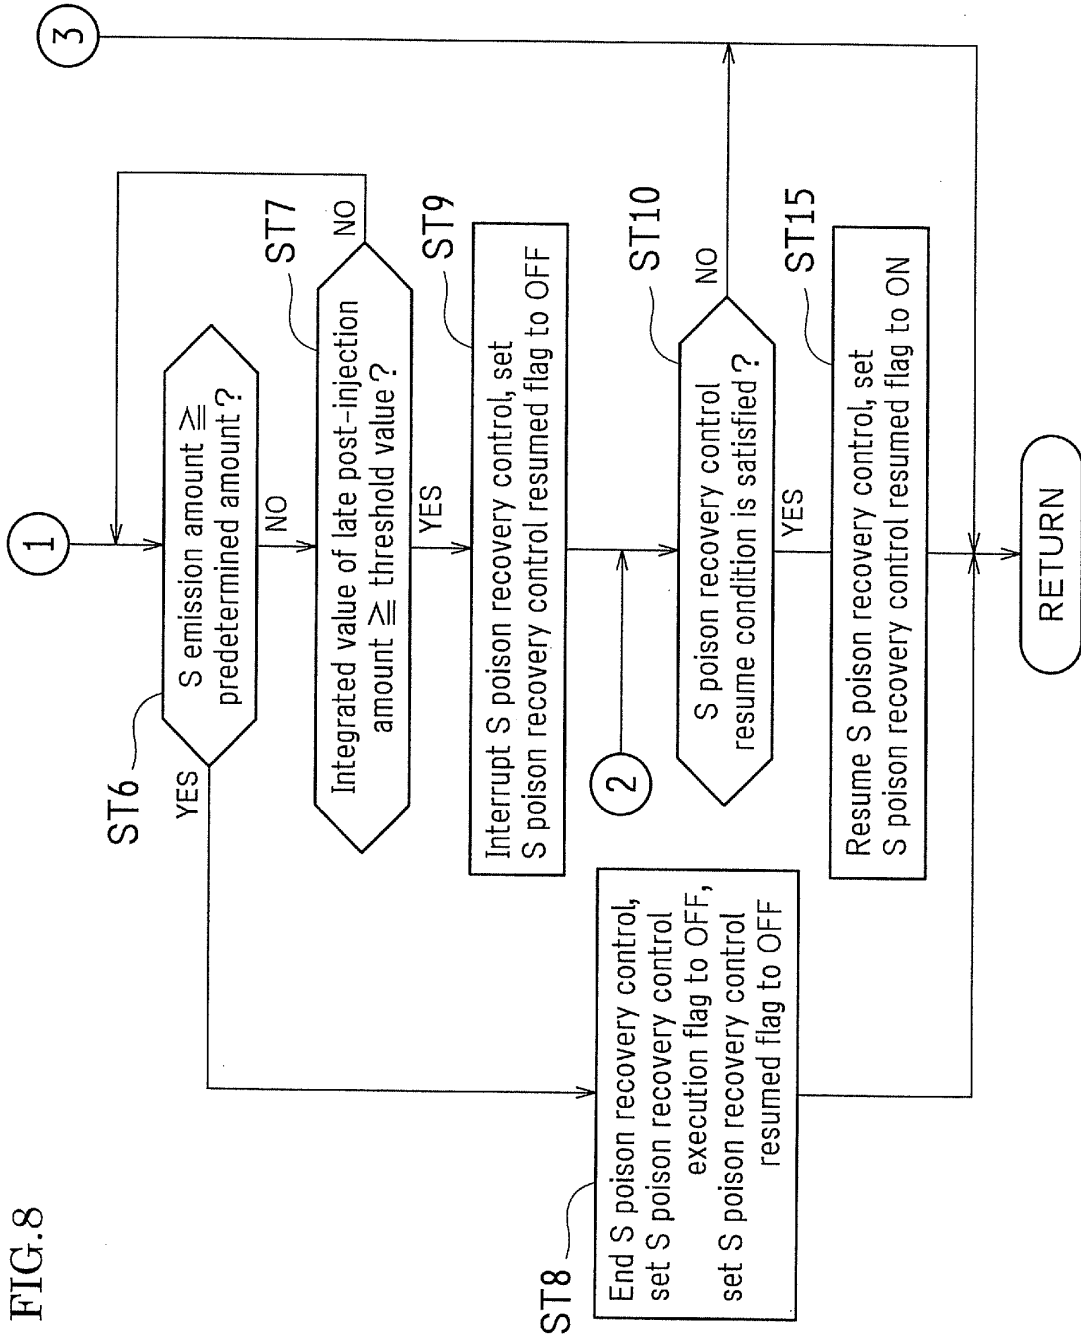 FIG.8
1
3
ST6
S emission amount ≧
predetermined amount?
YES
NO
ST7
Integrated value of late post-injection
amount ≧ threshold value?
NO
YES
ST9
Interrupt S poison recovery control, set
S poison recovery control resumed flag to OFF
2
ST8
End S poison recovery control,
set S poison recovery control
execution flag to OFF,
set S poison recovery control
resumed flag to OFF
ST10
S poison recovery control
resume condition is satisfied?
NO
YES
ST15
Resume S poison recovery control, set
S poison recovery control resumed flag to ON
RETURN